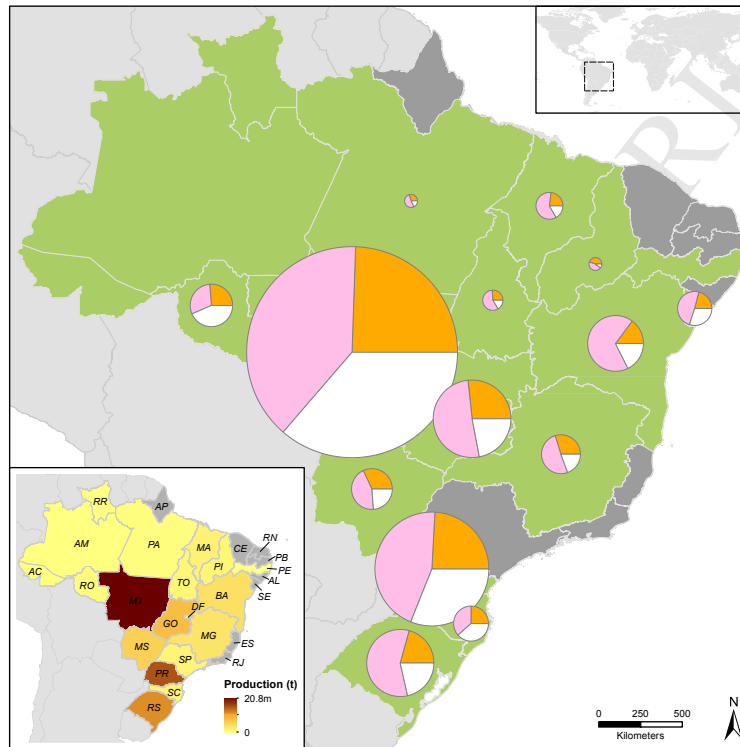 RI
RR
AP
AM
PA
MA
CE
RN
PB
PE
AL
SE
PI
AC
RO
TO
MT
BA
DF
GO
MG
ES
MS
SP
RJ
PR
SC
RS
Production (t)
20.8m
0
N
0 250 500
Kilometers